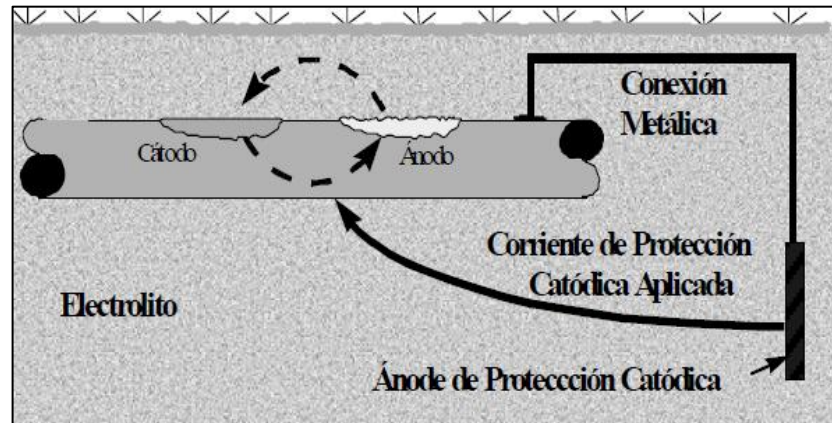 Conexión
Metálica
Cátodo
Ánodo
Corriente de Protección
Catódica Aplicada
Electrolito
Ánode de Proteccción Catódica